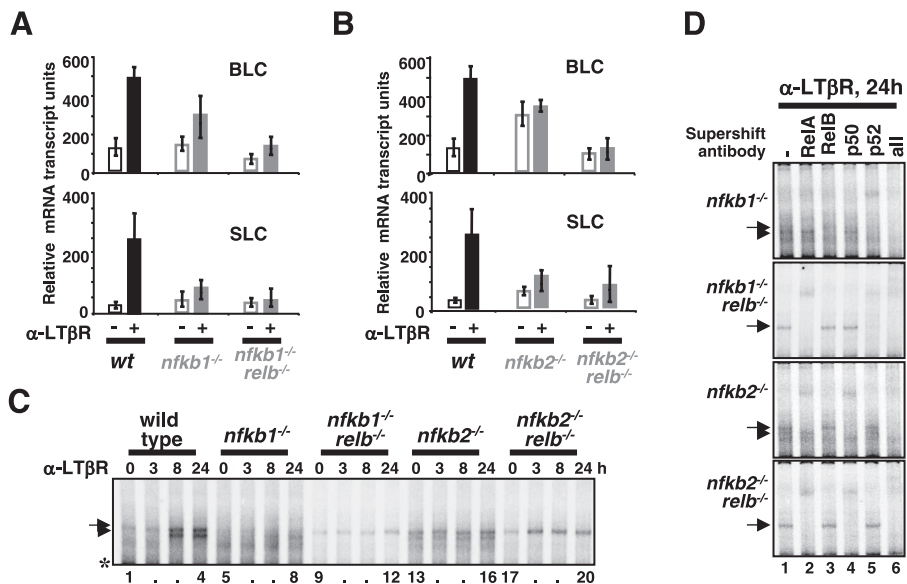 A
600
400
200
0
BLC
400
200
0
SLC
Relative mRNA transcript units
α-LTβR - + - + - +
wt nfkb1-/- nfkb1-/-
relb-/-
B
600
400
200
0
BLC
400
200
0
SLC
Relative mRNA transcript units
- + - + - +
wt nfkb2-/- nfkb2-/-
relb-/-
C
wild
type
nfkb1-/-
nfkb1-/-
relb-/-
nfkb2-/-
nfkb2-/-
relb-/-
α-LTβR 0 3 8 24 0 3 8 24 0 3 8 24 0 3 8 24 0 3 8 24 h
*
1 . . 4 5 . . 8 9 . . 12 13 . . 16 17 . . 20
D
α-LTβR, 24h
Supershift
antibody
- RelA RelB p50 p52 all
nfkb1-/-
nfkb1-/-
relb-/-
nfkb2-/-
nfkb2-/-
relb-/-
1 2 3 4 5 6